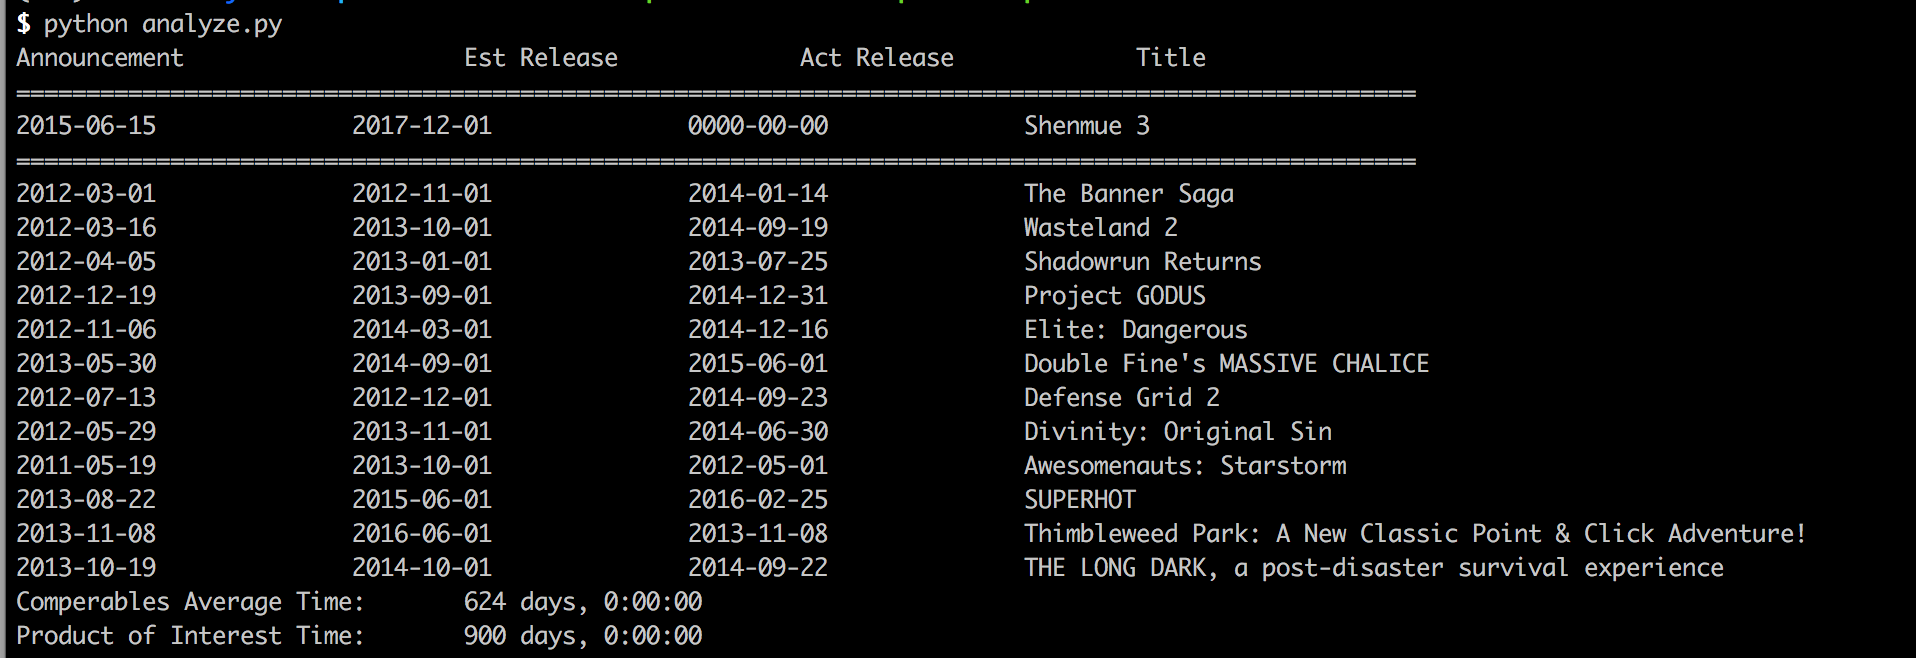 $ python analyze.py
Announcement Est Release Act Release Title
====================================================================================================
2015-06-15 2017-12-01 0000-00-00 Shenmue 3
====================================================================================================
2012-03-01 2012-11-01 2014-01-14 The Banner Saga
2012-03-16 2013-10-01 2014-09-19 Wasteland 2
2012-04-05 2013-01-01 2013-07-25 Shadowrun Returns
2012-12-19 2013-09-01 2014-12-31 Project GODUS
2012-11-06 2014-03-01 2014-12-16 Elite: Dangerous
2013-05-30 2014-09-01 2015-06-01 Double Fine's MASSIVE CHALICE
2012-07-13 2012-12-01 2014-09-23 Defense Grid 2
2012-05-29 2013-11-01 2014-06-30 Divinity: Original Sin
2011-05-19 2013-10-01 2012-05-01 Awesomenauts: Starstorm
2013-08-22 2015-06-01 2016-02-25 SUPERHOT
2013-11-08 2016-06-01 2013-11-08 Thimbleweed Park: A New Classic Point & Click Adventure!
2013-10-19 2014-10-01 2014-09-22 THE LONG DARK, a post-disaster survival experience
Comperables Average Time: 624 days, 0:00:00
Product of Interest Time: 900 days, 0:00:00